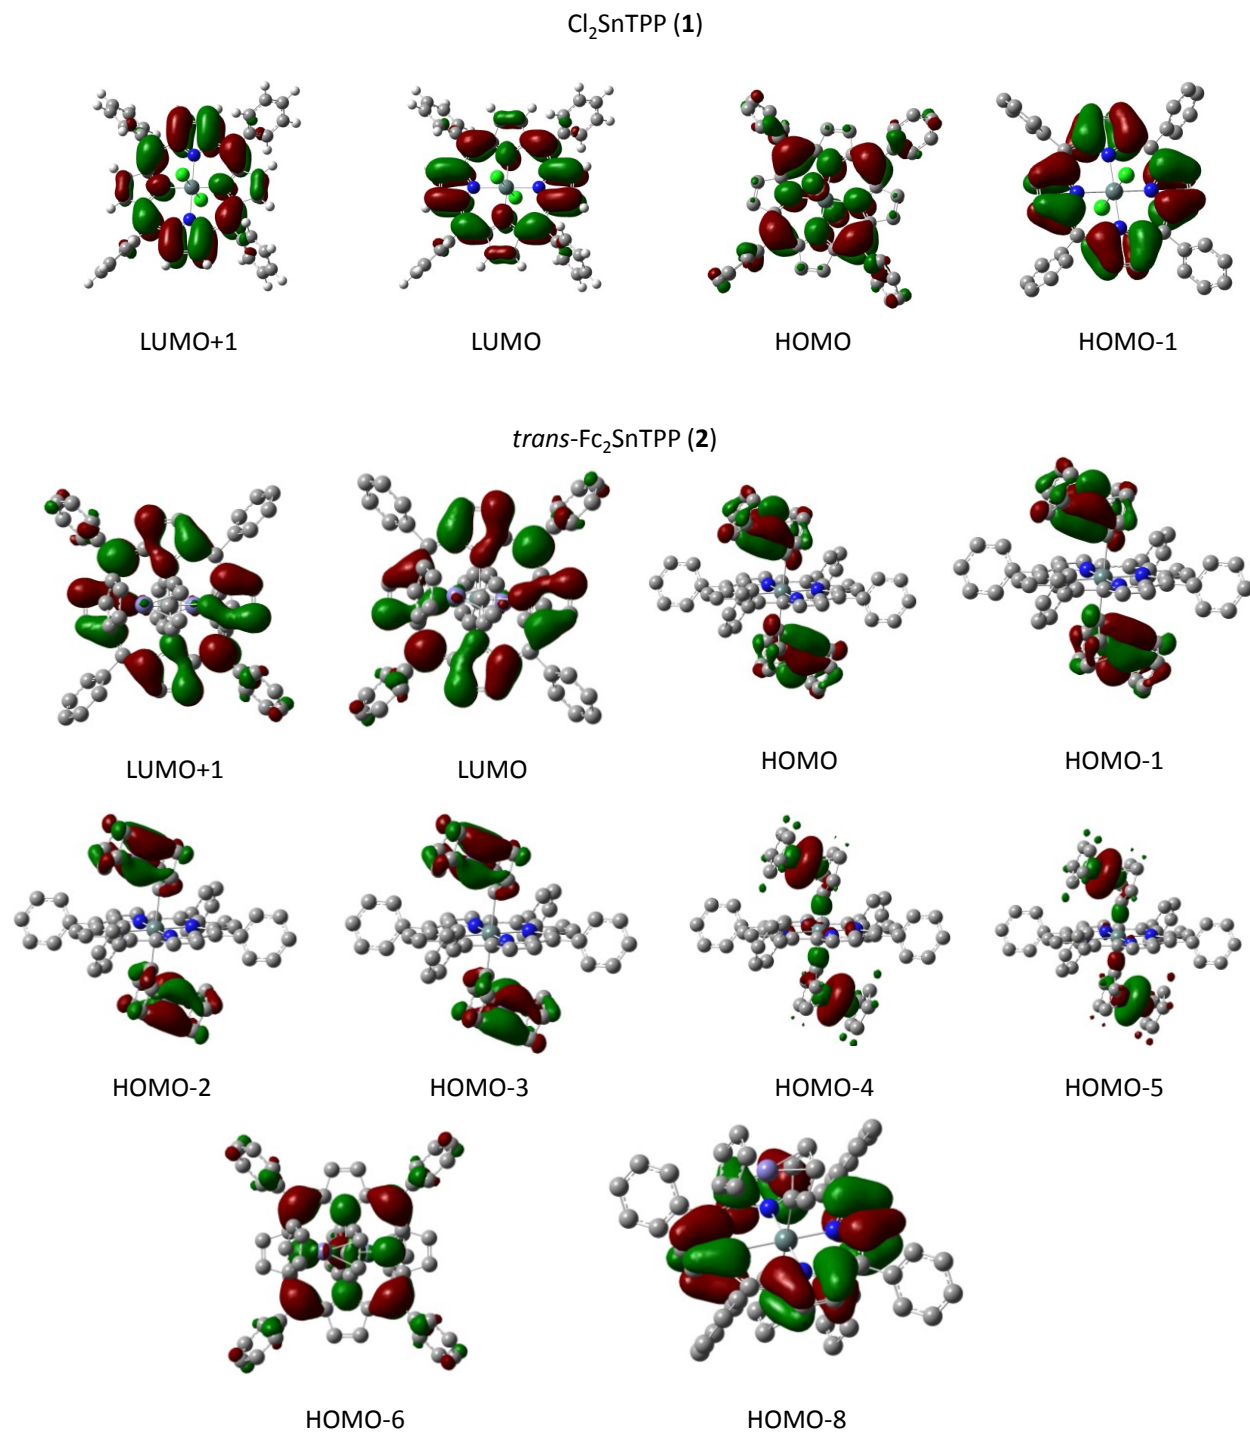 Cl₂SnTPP (1)
LUMO+1 LUMO HOMO HOMO-1
trans-Fc₂SnTPP (2)
LUMO+1 LUMO HOMO HOMO-1
HOMO-2 HOMO-3 HOMO-4 HOMO-5
HOMO-6 HOMO-8